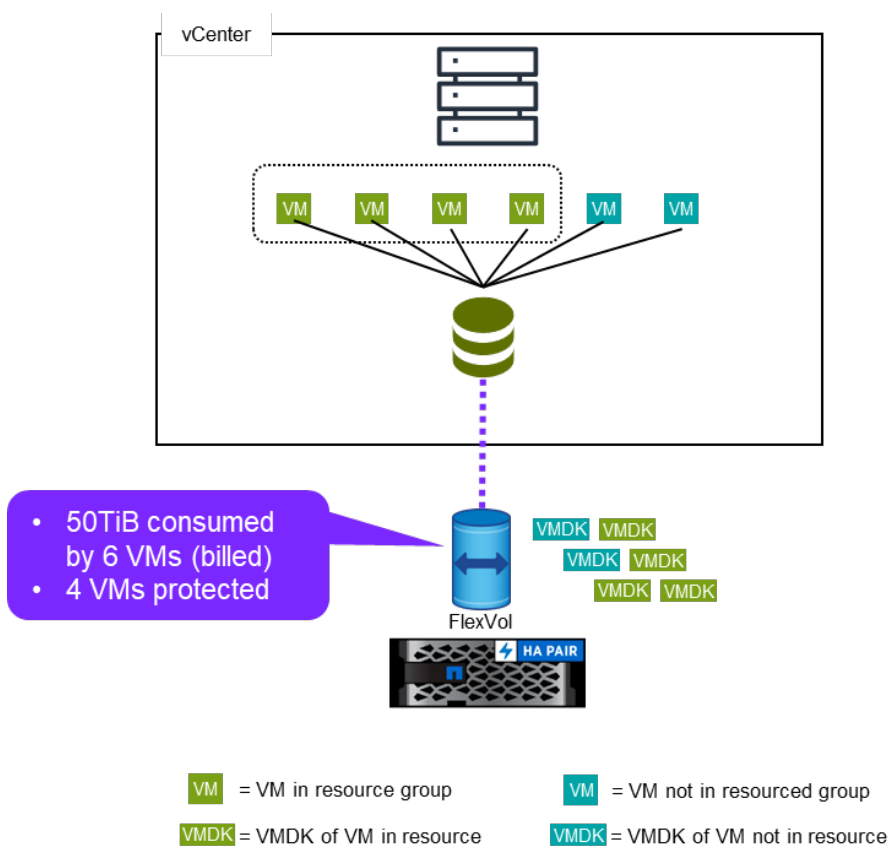 vCenter
VM VM VM VM VM VM
• 50TiB consumed
by 6 VMs (billed)
• 4 VMs protected
VMDK VMDK
VMDK VMDK
VMDK VMDK
FlexVol
HA PAIR
VM = VM in resource group
VM = VM not in resourced group
VMDK = VMDK of VM in resource
VMDK = VMDK of VM not in resource